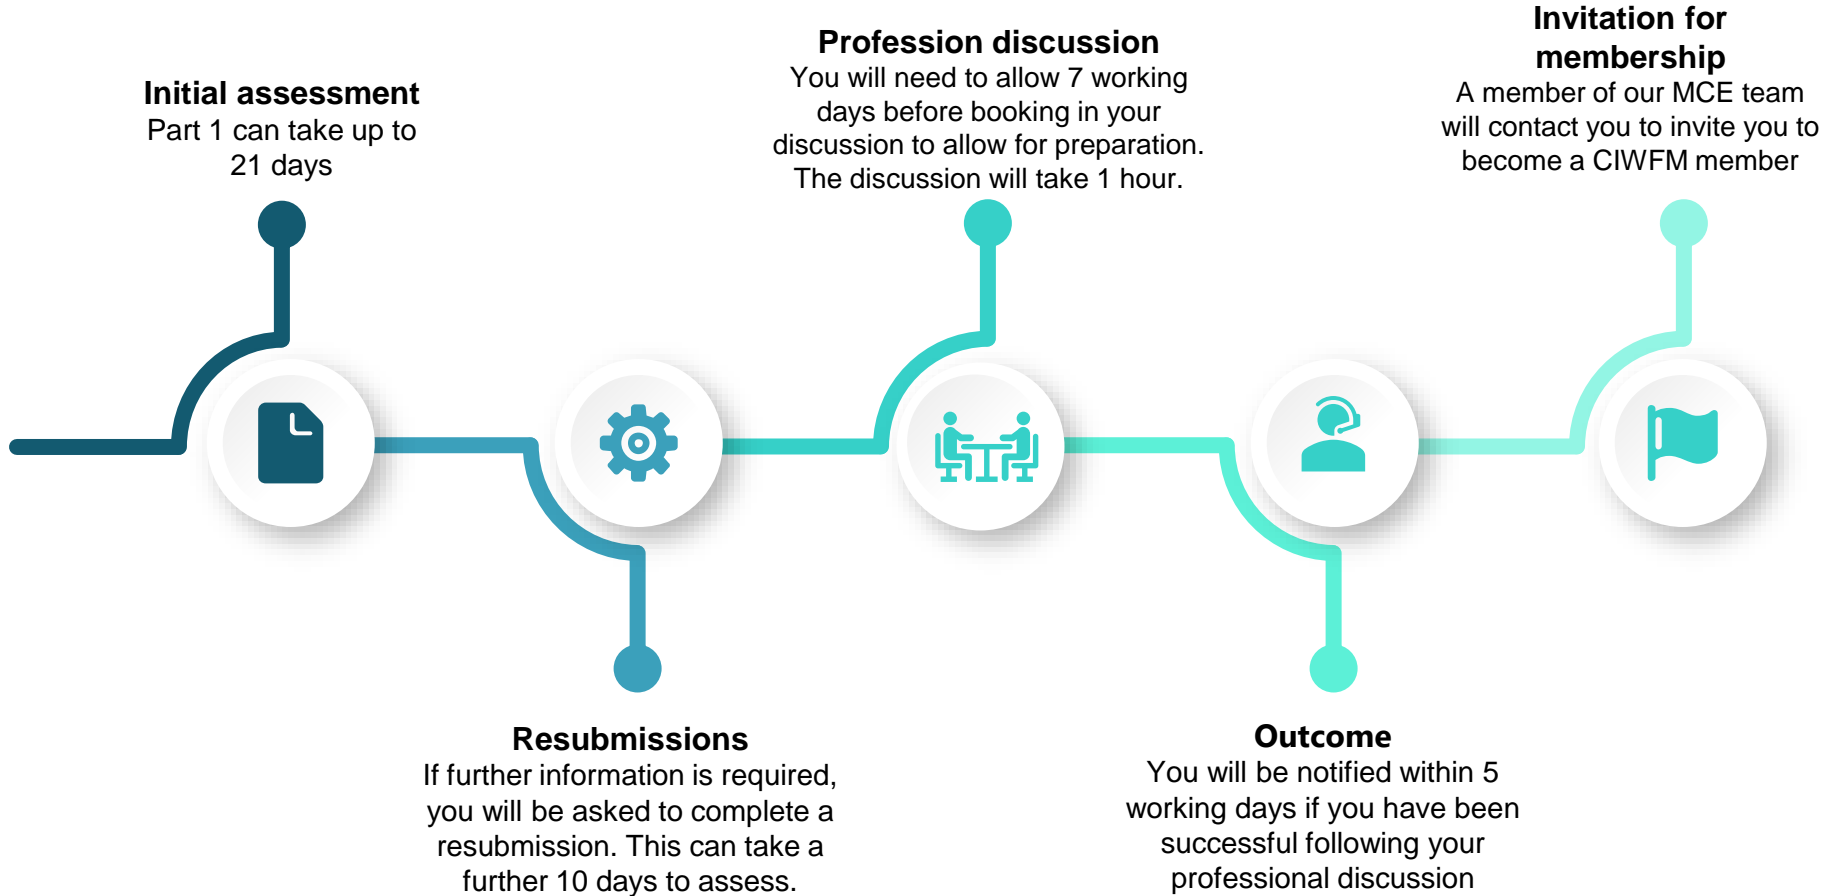 Initial assessment
Part 1 can take up to
21 days
Resubmissions
If further information is required,
you will be asked to complete a
resubmission. This can take a
further 10 days to assess.
Profession discussion
You will need to allow 7 working
days before booking in your
discussion to allow for preparation.
The discussion will take 1 hour.
Outcome
You will be notified within 5
working days if you have been
successful following your
professional discussion
Invitation for
membership
A member of our MCE team
will contact you to invite you to
become a CIWFM member